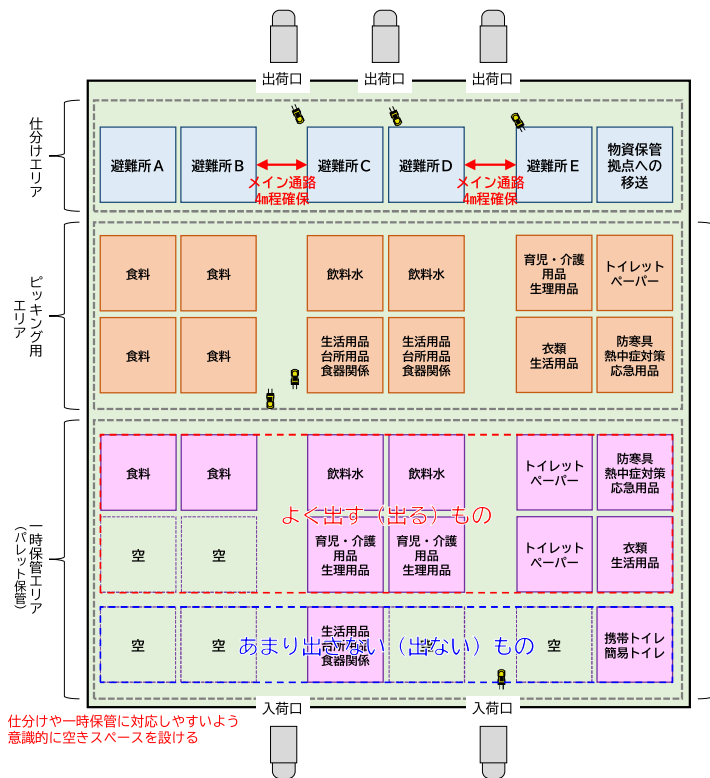 出荷口
出荷口
出荷口
仕分けエリア
避難所A
避難所B
避難所C
避難所D
避難所E
物資保管
拠点への
移送
メイン通路
4m程確保
メイン通路
4m程確保
ピッキング用
エリア
食料
食料
飲料水
飲料水
育児・介護
用品
生理用品
トイレット
ペーパー
食料
食料
生活用品
台所用品
食器関係
生活用品
台所用品
食器関係
衣類
生活用品
防寒具
熱中症対策
応急用品
一時保管エリア
(パレット保管)
食料
食料
飲料水
飲料水
トイレット
ペーパー
防寒具
熱中症対策
応急用品
よく出す(出る)もの
空
空
育児・介護
用品
生理用品
育児・介護
用品
生理用品
トイレット
ペーパー
衣類
生活用品
あまり出さない(出ない)もの
空
空
生活用品
台所用品
食器関係
空
空
携帯トイレ
簡易トイレ
入荷口
入荷口
仕分けや一時保管に対応しやすいよう
意識的に空きスペースを設ける